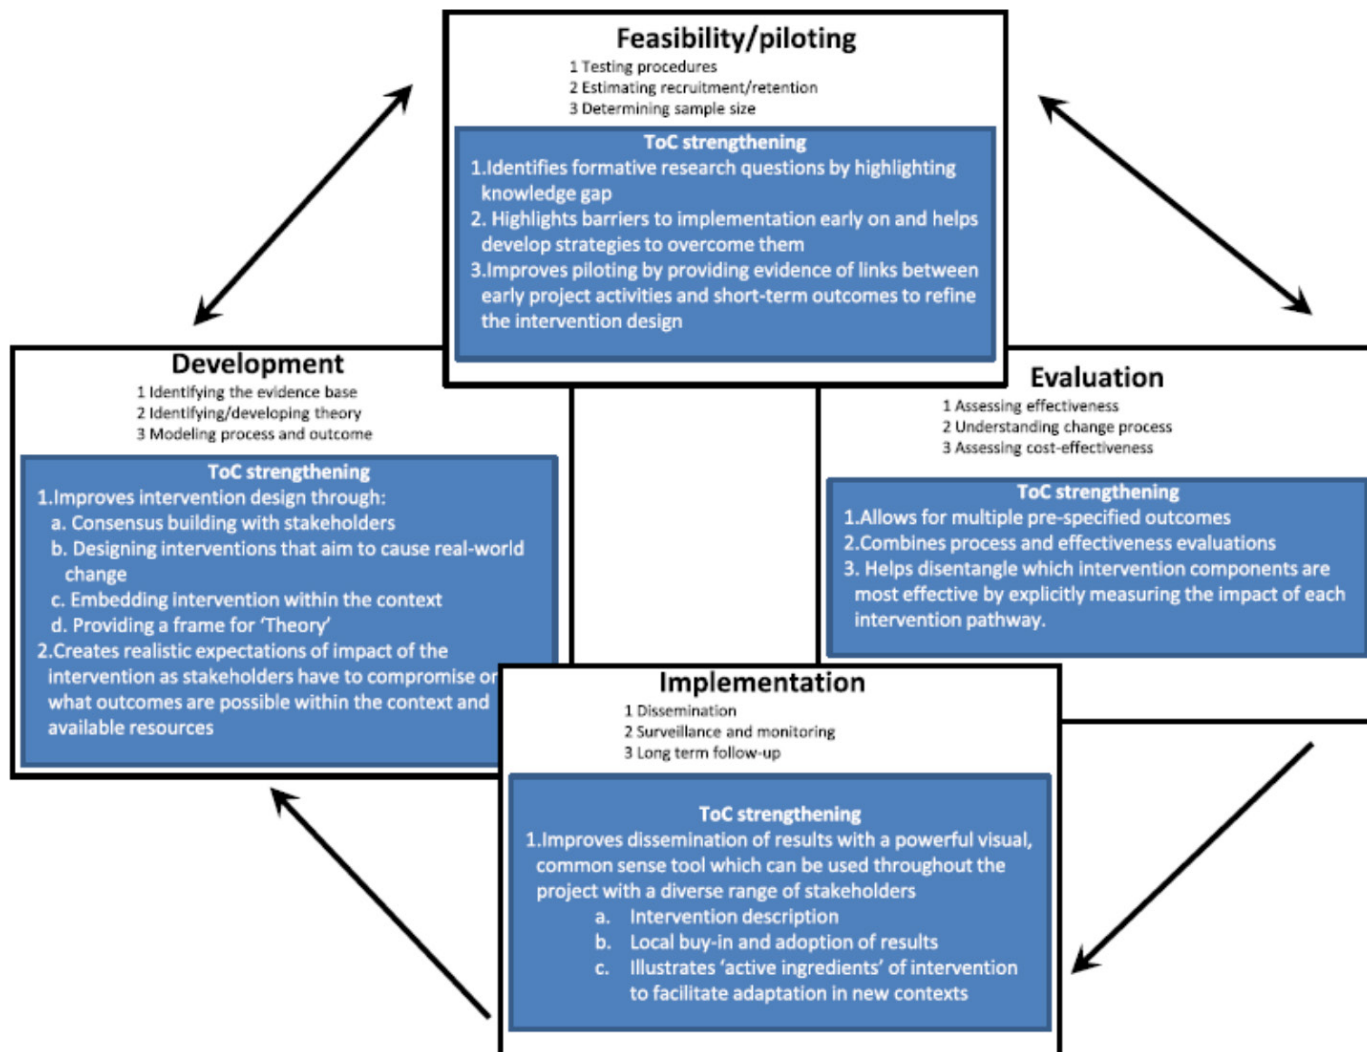 Feasibility/piloting
1 Testing procedures
2 Estimating recruitment/retention
3 Determining sample size
ToC strengthening
1.Identifies formative research questions by highlighting
knowledge gap
2. Highlights barriers to implementation early on and helps
develop strategies to overcome them
3.Improves piloting by providing evidence of links between
early project activities and short-term outcomes to refine
the intervention design
Development
1 Identifying the evidence base
2 Identifying/developing theory
3 Modeling process and outcome
ToC strengthening
1.Improves intervention design through:
a. Consensus building with stakeholders
b. Designing interventions that aim to cause real-world
change
c. Embedding intervention within the context
d. Providing a frame for ‘Theory’
2.Creates realistic expectations of impact of the
intervention as stakeholders have to compromise on
what outcomes are possible within the context and
available resources
Evaluation
1 Assessing effectiveness
2 Understanding change process
3 Assessing cost-effectiveness
ToC strengthening
1.Allows for multiple pre-specified outcomes
2.Combines process and effectiveness evaluations
3. Helps disentangle which intervention components are
most effective by explicitly measuring the impact of each
intervention pathway.
Implementation
1 Dissemination
2 Surveillance and monitoring
3 Long term follow-up
ToC strengthening
1.Improves dissemination of results with a powerful visual,
common sense tool which can be used throughout the
project with a diverse range of stakeholders
a. Intervention description
b. Local buy-in and adoption of results
c. Illustrates ‘active ingredients’ of intervention
to facilitate adaptation in new contexts